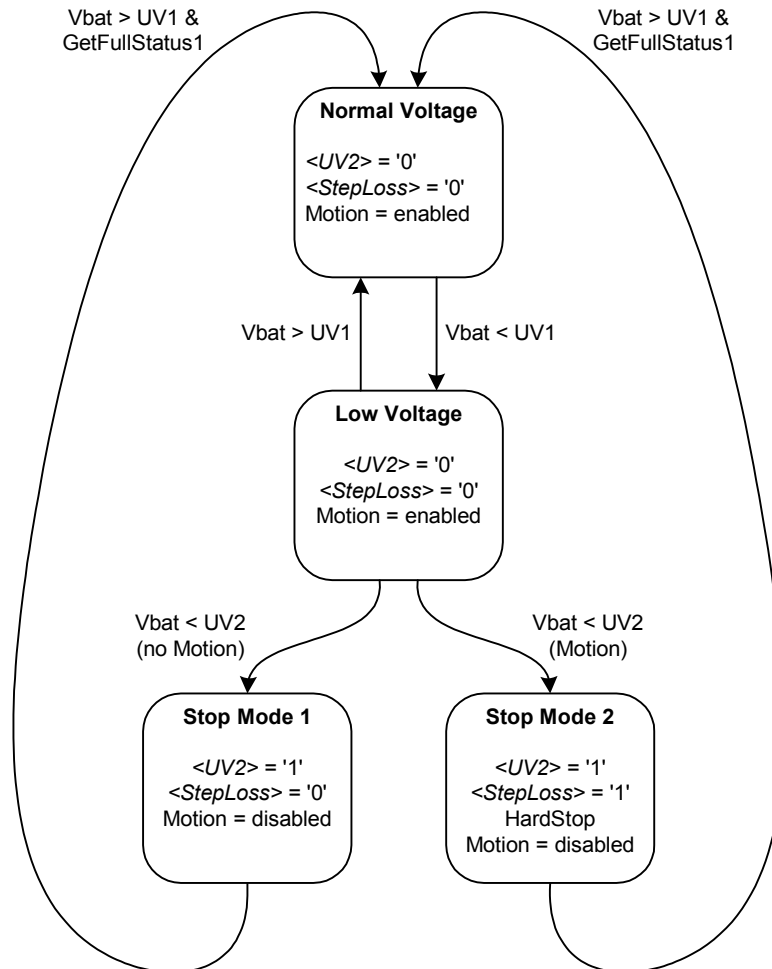 Vbat > UV1 &
GetFullStatus1
Vbat > UV1 &
GetFullStatus1
Normal Voltage
<UV2> = '0'
<StepLoss> = '0'
Motion = enabled
Vbat > UV1
Vbat < UV1
Low Voltage
<UV2> = '0'
<StepLoss> = '0'
Motion = enabled
Vbat < UV2
(no Motion)
Vbat < UV2
(Motion)
Stop Mode 1
<UV2> = '1'
<StepLoss> = '0'
Motion = disabled
Stop Mode 2
<UV2> = '1'
<StepLoss> = '1'
HardStop
Motion = disabled